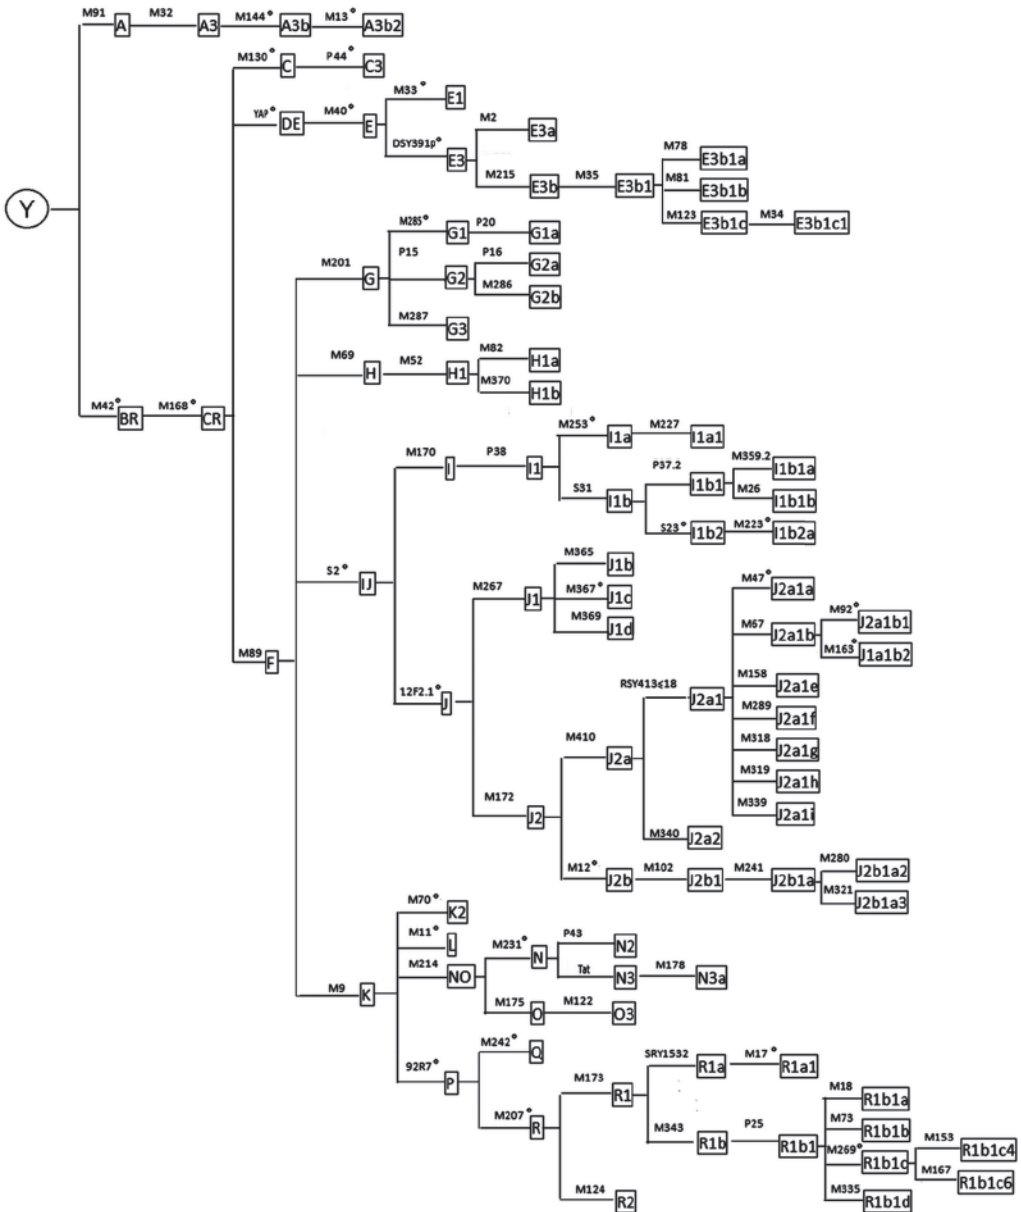 M91 A M32 A3 M144° A3b M13° A3b2
M130° C P44° C3
YAP° DE M40° E M33° E1
DSY391p° E3 M2 E3a
M215 E3b M35 E3b1 M78 E3b1a
M81 E3b1b
M123 E3b1c M34 E3b1c1
Y
M201 G M285° G1 P20 G1a
P15 G2 P16 G2a
M286 G2b
M287 G3
M69 H M52 H1 M82 H1a
M370 H1b
M42° BR M168° CR
M170 I P38 I1 M253° I1a M227 I1a1
S31 I1b P37.2 I1b1 M359.2 I1b1a
M26 I1b1b
S23° I1b2 M223° I1b2a
S2° IJ
M267 J1 M365 J1b
M367° J1c
M369 J1d
M89 F
12F2.1° J
M172 J2 M410 J2a RSY413≤18 J2a1 M47° J2a1a
M67 J2a1b M92° J2a1b1
M163° J1a1b2
M158 J2a1e
M289 J2a1f
M318 J2a1g
M319 J2a1h
M339 J2a1i
M340 J2a2
M12° J2b M102 J2b1 M241 J2b1a M280 J2b1a2
M321 J2b1a3
M9 K M70° K2
M11° L
M214 NO M231° N P43 N2
Tat N3 M178 N3a
M175 O M122 O3
92R7° P M242° Q
M207° R M173 R1 SRY1532 R1a M17° R1a1
M343 R1b P25 R1b1 M18 R1b1a
M73 R1b1b
M269° R1b1c M153 R1b1c4
M167 R1b1c6
M335 R1b1d
M124 R2